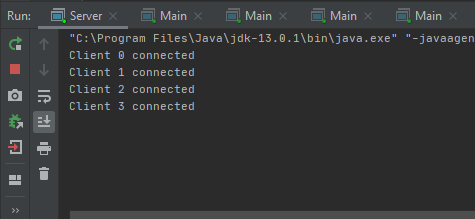 Run: Server Main Main Main Main
"C:\Program Files\Java\jdk-13.0.1\bin\java.exe" "-javaagen
Client 0 connected
Client 1 connected
Client 2 connected
Client 3 connected